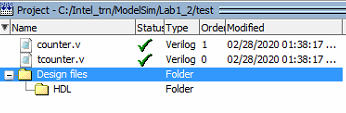 Project - C:/Intel_trn/ModelSim/Lab1_2/test
Name Status Type Order Modified
counter.v Verilog 1 02/28/2020 01:38:17 ...
tcounter.v Verilog 0 02/28/2020 01:38:17 ...
Design files Folder
HDL Folder